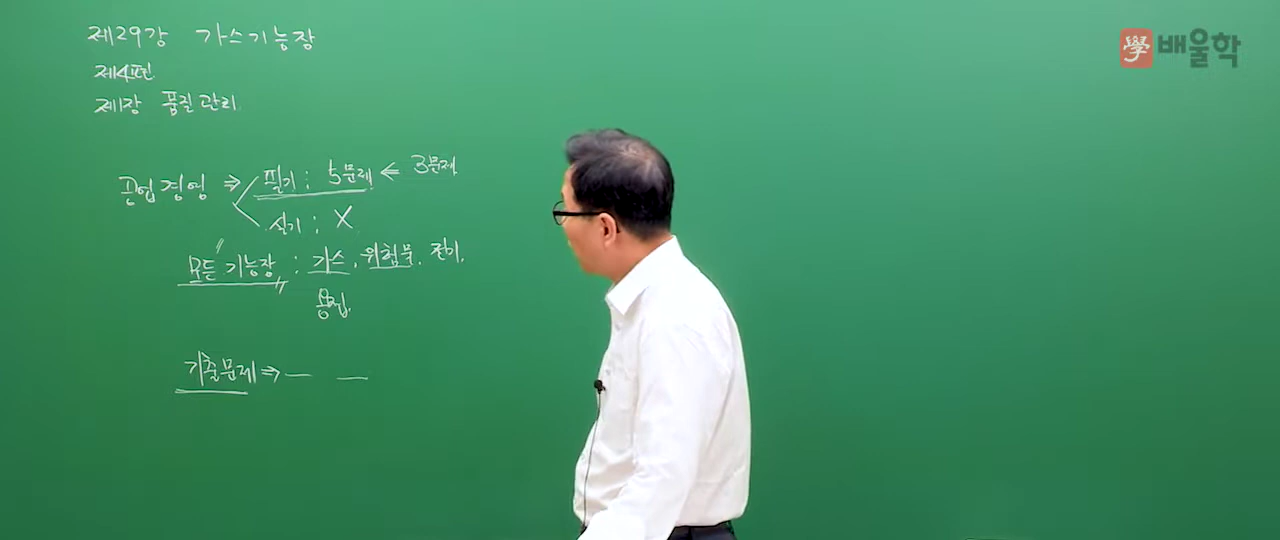 제29강 가스기능장
學 배울학
제4편
제1장 품질관리
공업경영 ⇒ 필기 : 5문제 ⇐ 3문제
실기 : X
"모든 기능장" : 가스, 위험물, 전기,
용접
기출문제 ⇒ — —